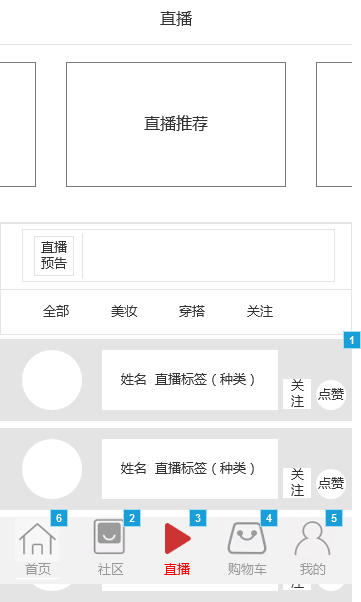 直播
直播推荐
直播
预告
全部 美妆 穿搭 关注
1
姓名 直播标签（种类）
关
注
点赞
姓名 直播标签（种类）
关
注
点赞
6 2 3 4 5
首页 社区 直播 购物车 我的